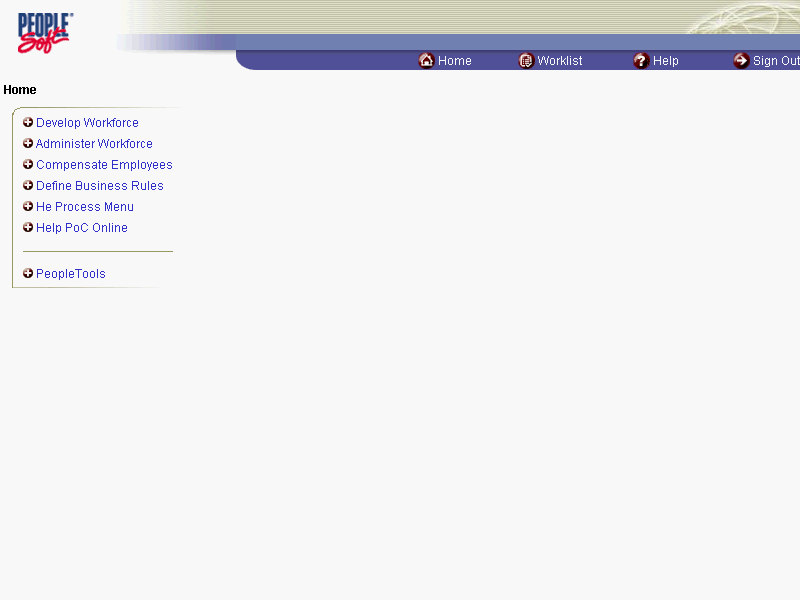 PEOPLE
Soft
Home Worklist Help Sign Out
Home
Develop Workforce
Administer Workforce
Compensate Employees
Define Business Rules
He Process Menu
Help PoC Online
PeopleTools